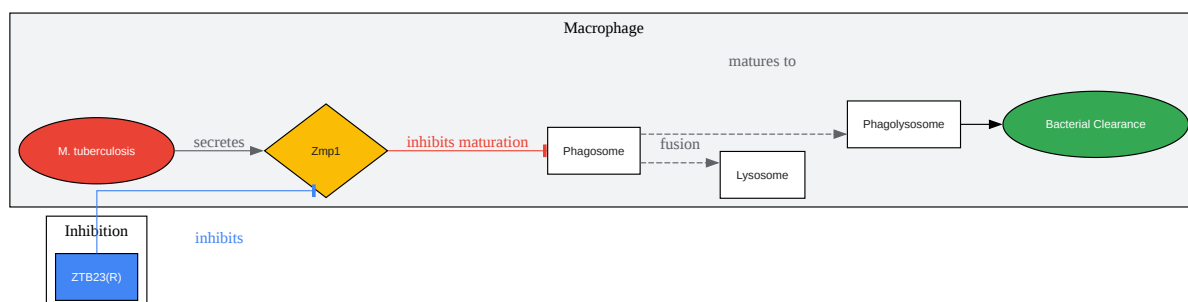 Macrophage
matures to
M. tuberculosis
secretes
Zmp1
inhibits maturation
Phagosome
fusion
Lysosome
Phagolysosome
Bacterial Clearance
Inhibition
inhibits
ZTB23(R)